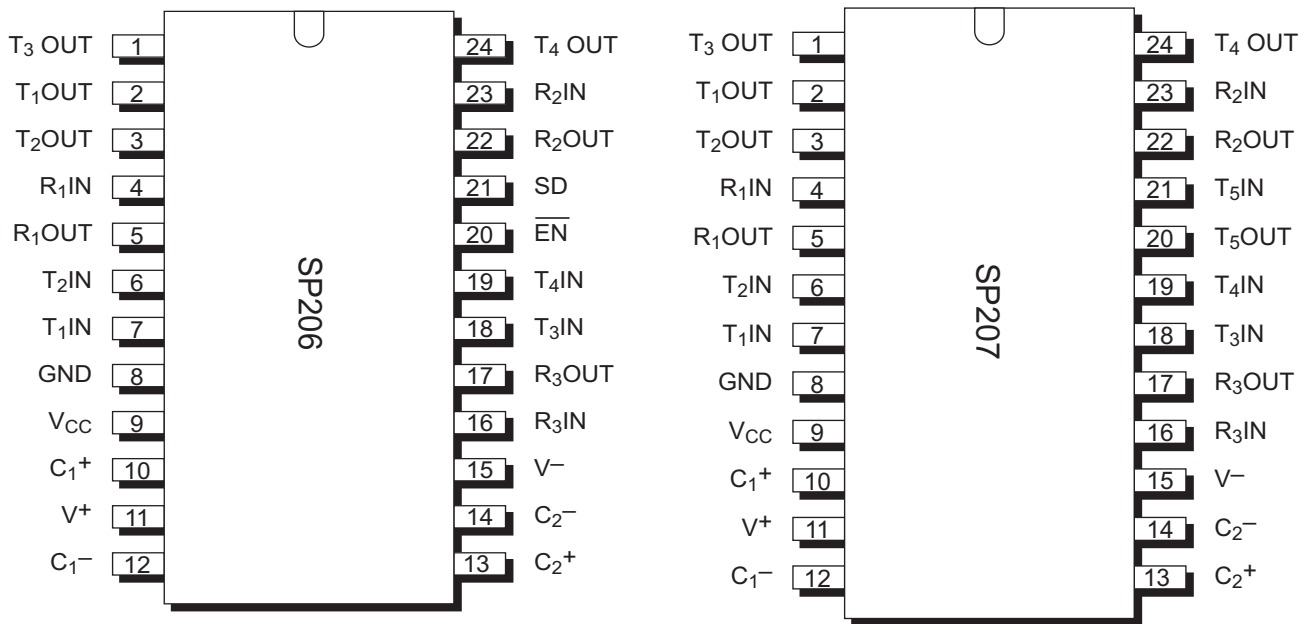 T₃ OUT 1 24 T₄ OUT
T₁OUT 2 23 R₂IN
T₂OUT 3 22 R₂OUT
R₁IN 4 21 SD
R₁OUT 5 20 E̅N̅
T₂IN 6 19 T₄IN
T₁IN 7 18 T₃IN
GND 8 17 R₃OUT
VCC 9 16 R₃IN
C₁⁺ 10 15 V⁻
V⁺ 11 14 C₂⁻
C₁⁻ 12 13 C₂⁺
SP206
T₃ OUT 1 24 T₄ OUT
T₁OUT 2 23 R₂IN
T₂OUT 3 22 R₂OUT
R₁IN 4 21 T₅IN
R₁OUT 5 20 T₅OUT
T₂IN 6 19 T₄IN
T₁IN 7 18 T₃IN
GND 8 17 R₃OUT
VCC 9 16 R₃IN
C₁⁺ 10 15 V⁻
V⁺ 11 14 C₂⁻
C₁⁻ 12 13 C₂⁺
SP207